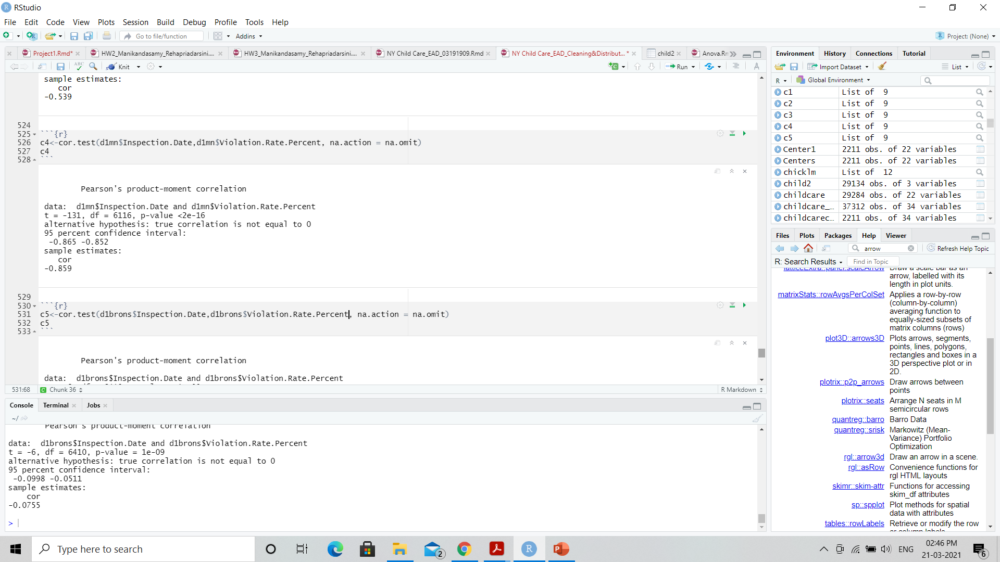 RStudio
File Edit Code View Plots Session Build Debug Profile Tools Help
Go to file/function Addins Project: (None)
Project1.Rmd* HW2_Manikandasamy_Rehapriadarsini.... HW3_Manikandasamy_Rehapriadarsini.... NY Child Care_EAD_03191909.Rmd NY Child Care_EAD_Cleaning&Distribut... * child2 Anova.Rn
Knit Run
sample estimates:
cor
-0.539
524
525 ```{r}
526 c4<-cor.test(d1mn$Inspection.Date,d1mn$Violation.Rate.Percent, na.action = na.omit)
527 c4
528 ```
Pearson's product-moment correlation
data: d1mn$Inspection.Date and d1mn$Violation.Rate.Percent
t = -131, df = 6116, p-value <2e-16
alternative hypothesis: true correlation is not equal to 0
95 percent confidence interval:
-0.865 -0.852
sample estimates:
cor
-0.859
529
530 ```{r}
531 c5<-cor.test(d1brons$Inspection.Date,d1brons$Violation.Rate.Percent, na.action = na.omit)
532 c5
533 ```
Pearson's product-moment correlation
data: d1brons$Inspection.Date and d1brons$Violation.Rate.Percent
531:68 Chunk 36 R Markdown
Console Terminal Jobs
~/
Pearson's product-moment correlation
data: d1brons$Inspection.Date and d1brons$Violation.Rate.Percent
t = -6, df = 6410, p-value = 1e-09
alternative hypothesis: true correlation is not equal to 0
95 percent confidence interval:
-0.0998 -0.0511
sample estimates:
cor
-0.0755
>
Environment History Connections Tutorial
Import Dataset List
R Global Environment
c1 List of 9
c2 List of 9
c3 List of 9
c4 List of 9
c5 List of 9
Center1 2211 obs. of 22 variables
Centers 2211 obs. of 22 variables
chicklm List of 12
child2 29134 obs. of 3 variables
childcare 29284 obs. of 22 variables
childcare_... 37312 obs. of 34 variables
childcarec... 2211 obs. of 34 variables
Files Plots Packages Help Viewer
arrow Refresh Help Topic
R: Search Results Find in Topic
latticeExtra::panel.scaleArrow Draw a scale bar as an
arrow, labelled with its
length in plot units.
matrixStats::rowAvgsPerColSet Applies a row-by-row
(column-by-column)
averaging function to
equally-sized subsets of
matrix columns (rows)
plot3D::arrows3D Plots arrows, segments,
points, lines, polygons,
rectangles and boxes in a
3D perspective plot or in
2D.
plotrix::p2p_arrows Draw arrows between
points
plotrix::seats Arrange N seats in M
semicircular rows
quantreg::barro Barro Data
quantreg::srisk Markowitz (Mean-
Variance) Portfolio
Optimization
rgl::arrow3d Draw an arrow in a scene.
rgl::asRow Convenience functions for
rgl HTML layouts
skimr::skim-attr Functions for accessing
skim_df attributes
sp::spplot Plot methods for spatial
data with attributes
tables::rowLabels Retrieve or modify the row
or column labels
Type here to search
2
ENG
02:46 PM
21-03-2021
6